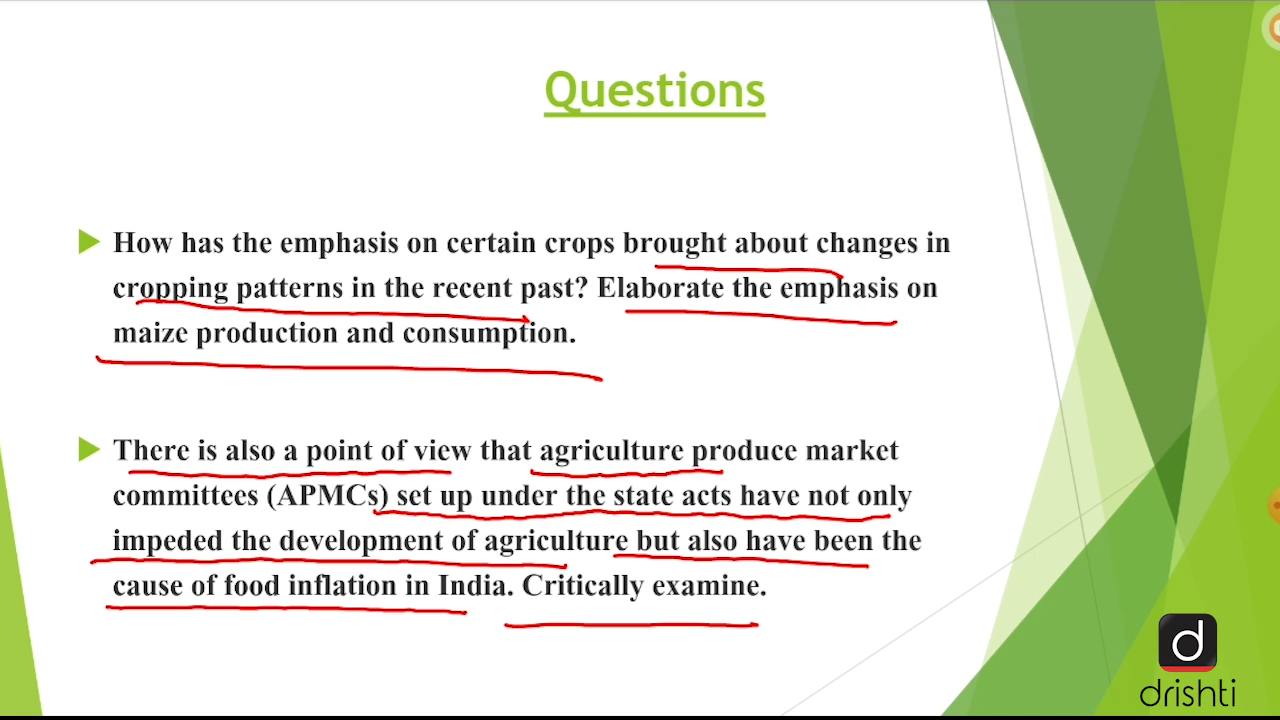 Questions
How has the emphasis on certain crops brought about changes in
cropping patterns in the recent past? Elaborate the emphasis on
maize production and consumption.
There is also a point of view that agriculture produce market
committees (APMCs) set up under the state acts have not only
impeded the development of agriculture but also have been the
cause of food inflation in India. Critically examine.
d
drishti